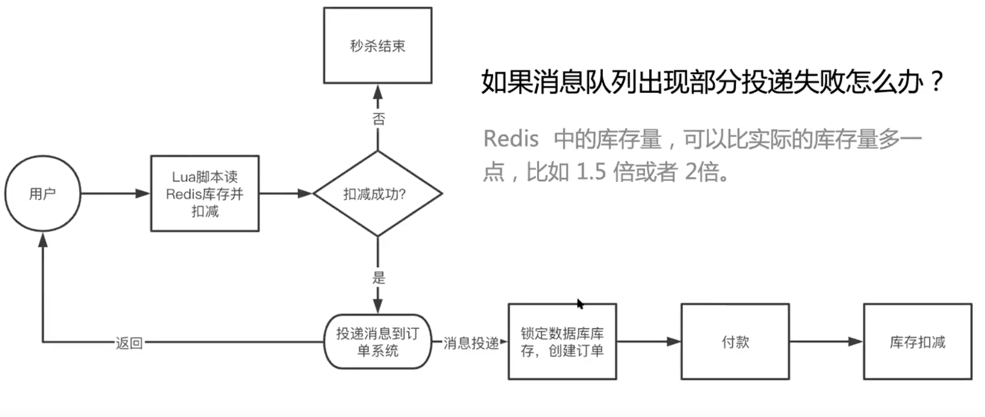 秒杀结束
如果消息队列出现部分投递失败怎么办？
否
Redis 中的库存量，可以比实际的库存量多一
点，比如 1.5 倍或者 2倍。
用户
Lua脚本读
Redis库存并
扣减
扣减成功?
是
返回
投递消息到订
单系统
消息投递
锁定数据库库
存，创建订单
付款
库存扣减